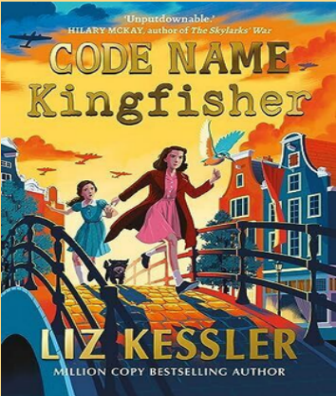 ‘Unputdownable.’
HILARY MCKAY, author of The Skylarks’ War
CODE NAME
Kingfisher
LIZ KESSLER
MILLION COPY BESTSELLING AUTHOR